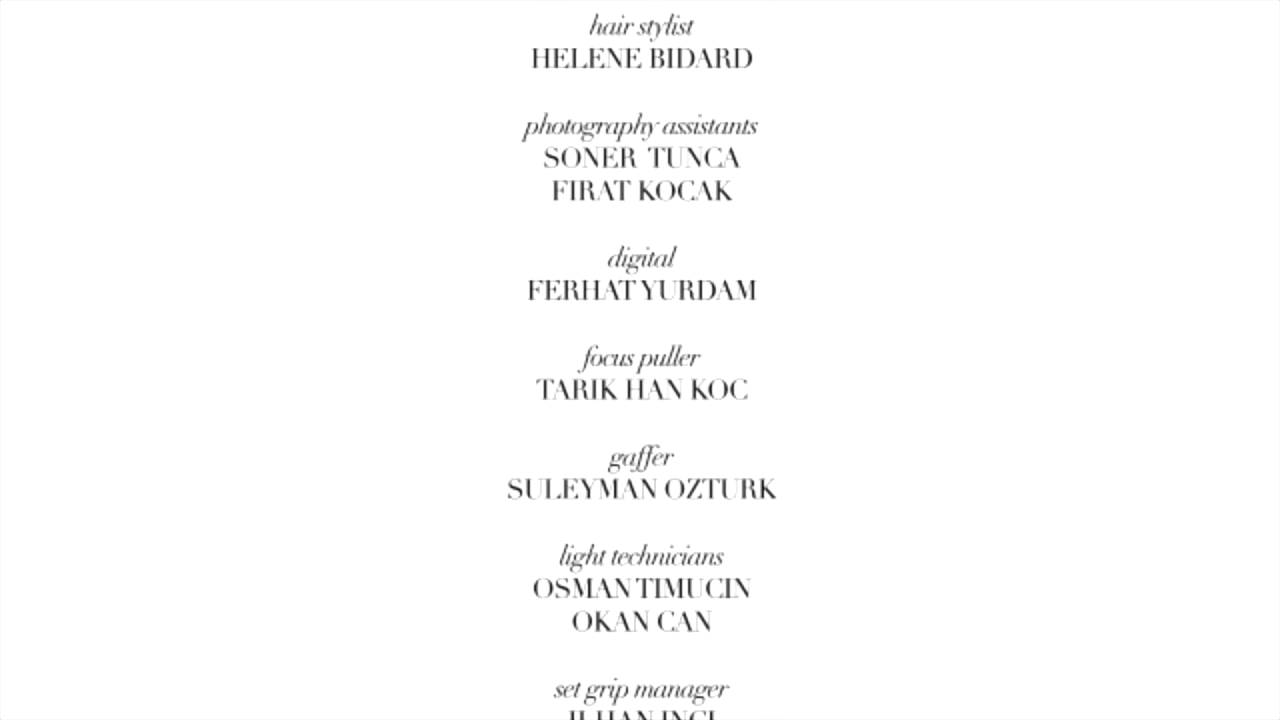 hair stylist
HELENE BIDARD
photography assistants
SONER TUNCA
FIRAT KOCAK
digital
FERHAT YURDAM
focus puller
TARIK HAN KOC
gaffer
SULEYMAN OZTURK
light technicians
OSMAN TIMUCIN
OKAN CAN
set grip manager